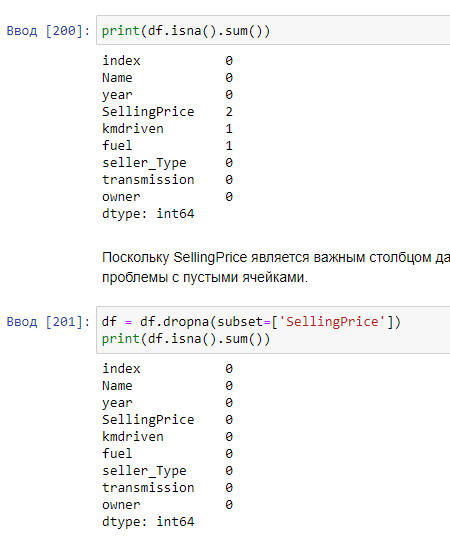 Ввод [200]: print(df.isna().sum())
index 0
Name 0
year 0
SellingPrice 2
kmdriven 1
fuel 1
seller_Type 0
transmission 0
owner 0
dtype: int64
Поскольку SellingPrice является важным столбцом да
проблемы с пустыми ячейками.
Ввод [201]: df = df.dropna(subset=['SellingPrice'])
print(df.isna().sum())
index 0
Name 0
year 0
SellingPrice 0
kmdriven 0
fuel 0
seller_Type 0
transmission 0
owner 0
dtype: int64